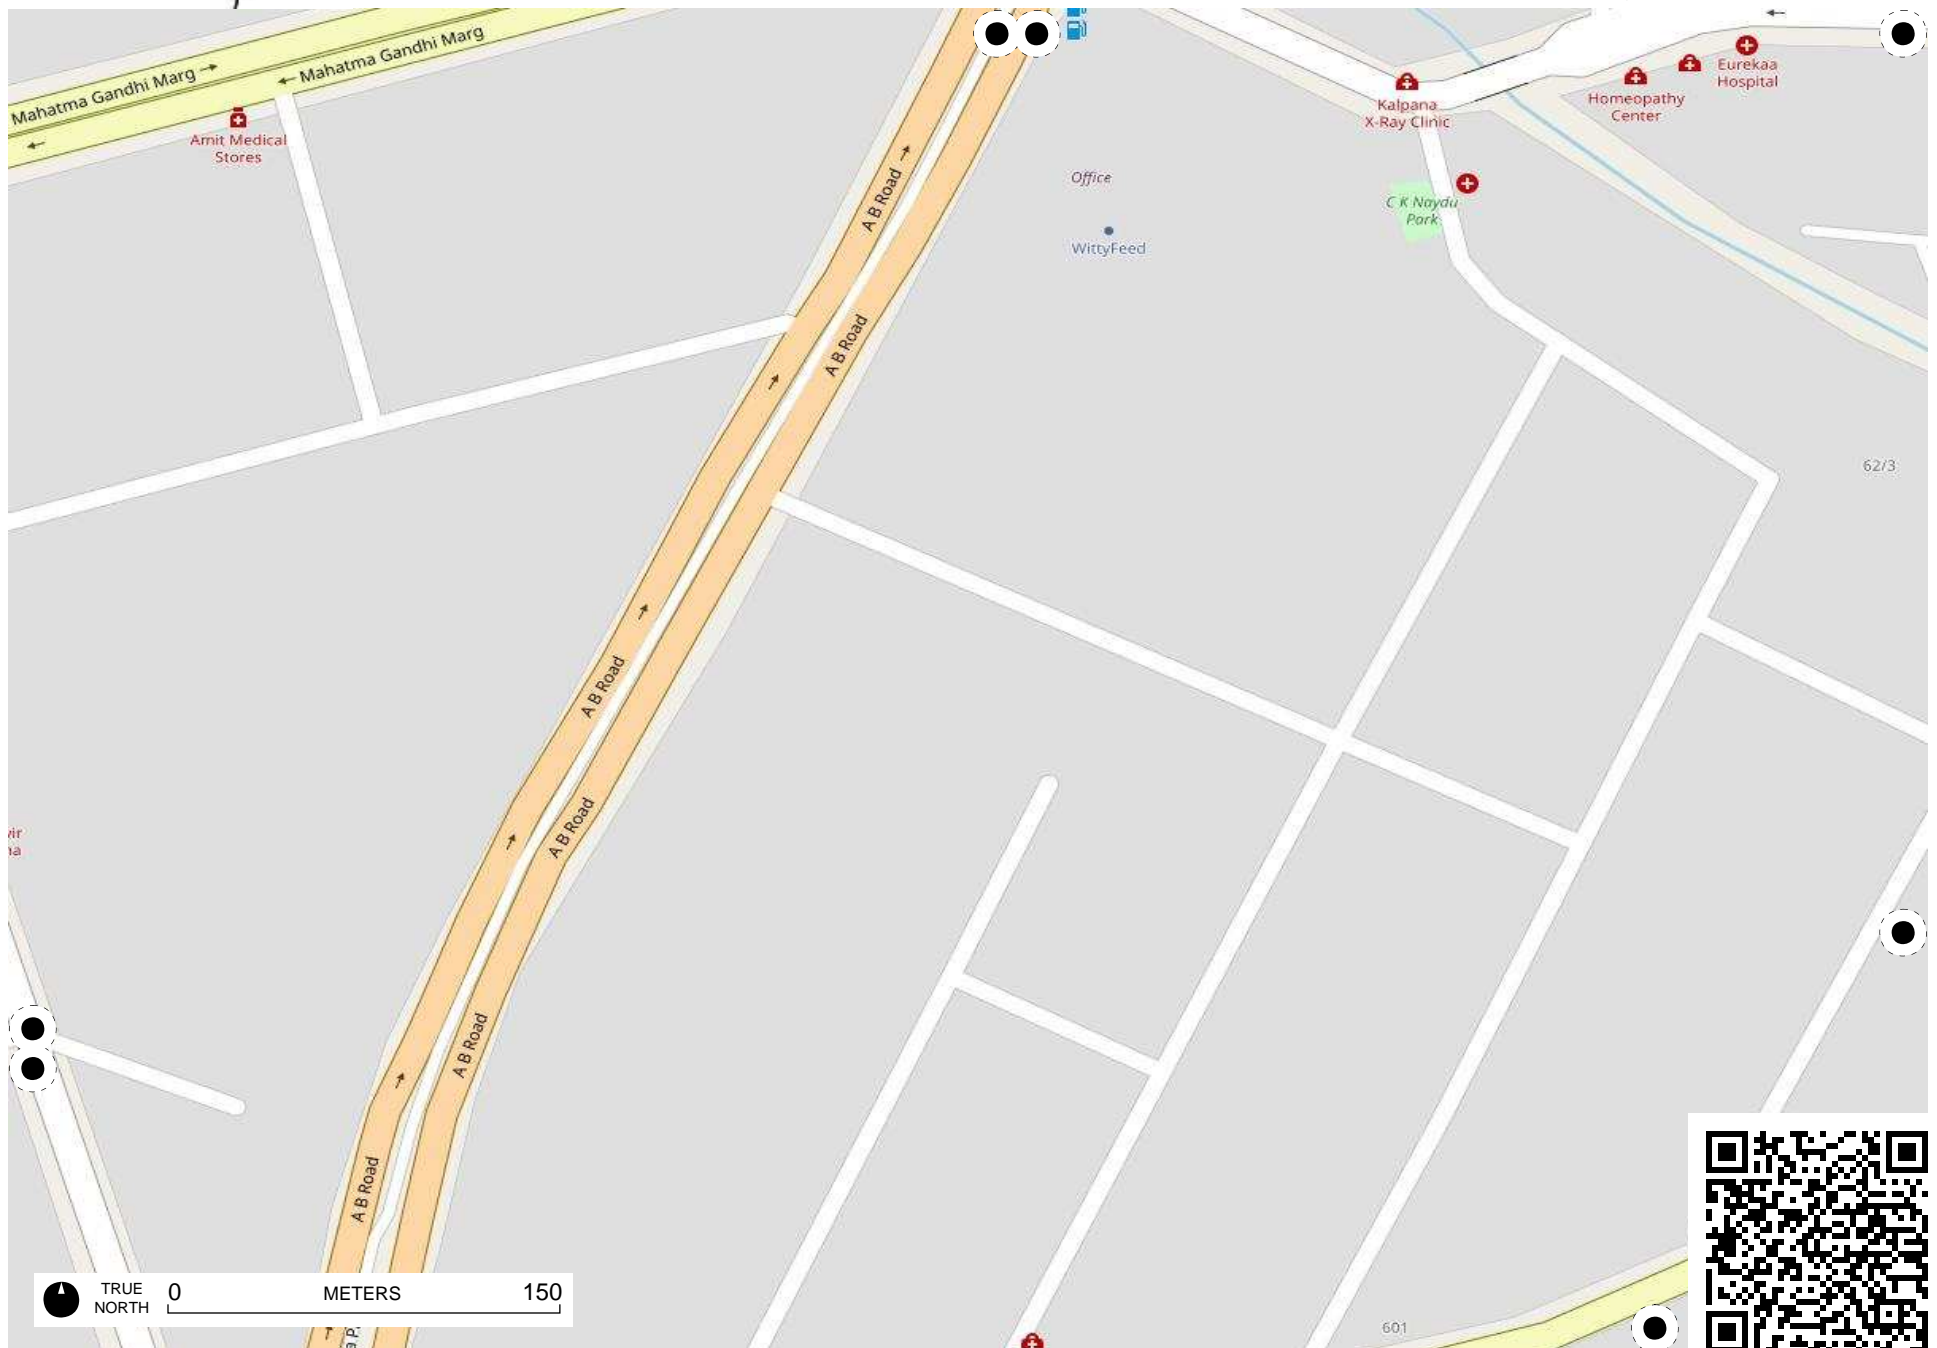 Mahatma Gandhi Marg
Mahatma Gandhi Marg
Amit Medical
Stores
A B Road
Office
WittyFeed
Kalpana
X-Ray Clinic
Homeopathy
Center
Eurekaa
Hospital
C K Naydu
Park
A B Road
62/3
A B Road
A B Road
A B Road
A B Road
601
TRUE
NORTH
0
METERS
150